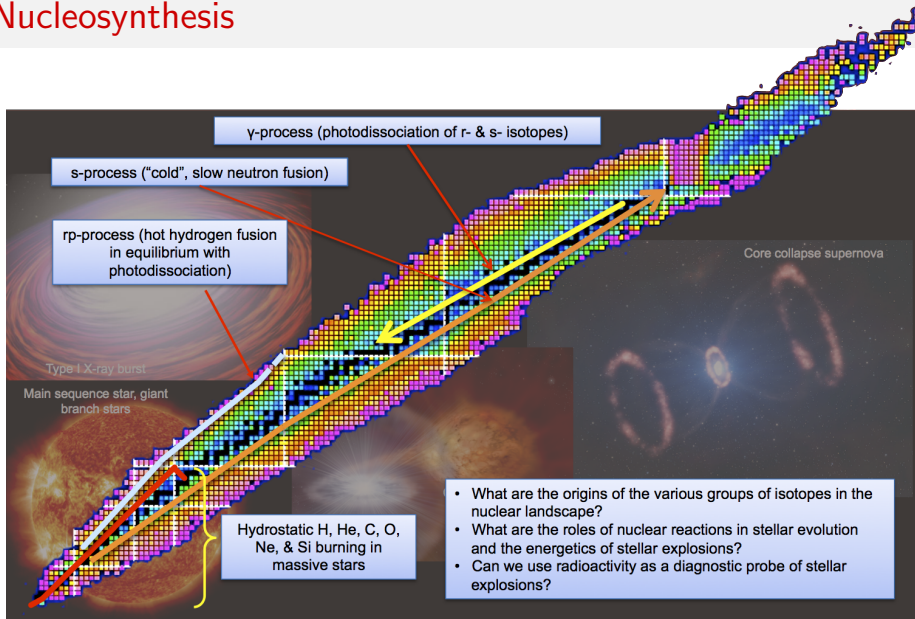 Nucleosynthesis
γ-process (photodissociation of r- & s- isotopes)
s-process (“cold”, slow neutron fusion)
rp-process (hot hydrogen fusion
in equilibrium with
photodissociation)
Core collapse supernova
Type I X-ray burst
Main sequence star, giant
branch stars
Hydrostatic H, He, C, O,
Ne, & Si burning in
massive stars
• What are the origins of the various groups of isotopes in the
nuclear landscape?
• What are the roles of nuclear reactions in stellar evolution
and the energetics of stellar explosions?
• Can we use radioactivity as a diagnostic probe of stellar
explosions?